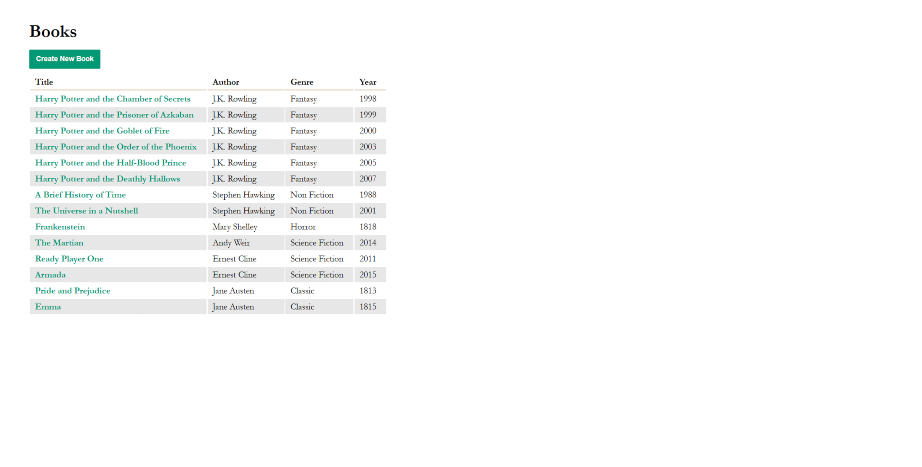 Books
Create New Book
Title Author Genre Year
Harry Potter and the Chamber of Secrets J.K. Rowling Fantasy 1998
Harry Potter and the Prisoner of Azkaban J.K. Rowling Fantasy 1999
Harry Potter and the Goblet of Fire J.K. Rowling Fantasy 2000
Harry Potter and the Order of the Phoenix J.K. Rowling Fantasy 2003
Harry Potter and the Half-Blood Prince J.K. Rowling Fantasy 2005
Harry Potter and the Deathly Hallows J.K. Rowling Fantasy 2007
A Brief History of Time Stephen Hawking Non Fiction 1988
The Universe in a Nutshell Stephen Hawking Non Fiction 2001
Frankenstein Mary Shelley Horror 1818
The Martian Andy Weir Science Fiction 2014
Ready Player One Ernest Cline Science Fiction 2011
Armada Ernest Cline Science Fiction 2015
Pride and Prejudice Jane Austen Classic 1813
Emma Jane Austen Classic 1815